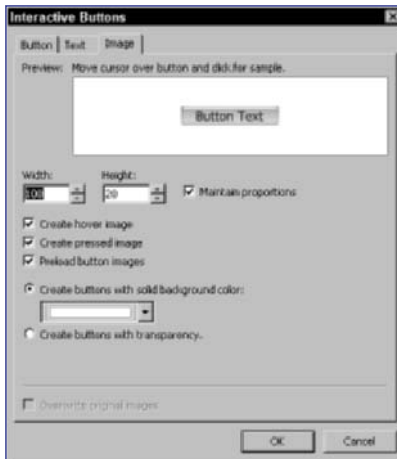 Interactive Buttons
Button Text Image
Preview: Move cursor over button and click for sample.
Button Text
Width: Height:
100 20 Maintain proportions
Create hover image
Create pressed image
Preload button images
Create buttons with solid background color:
Create buttons with transparency.
Overwrite original images
OK Cancel